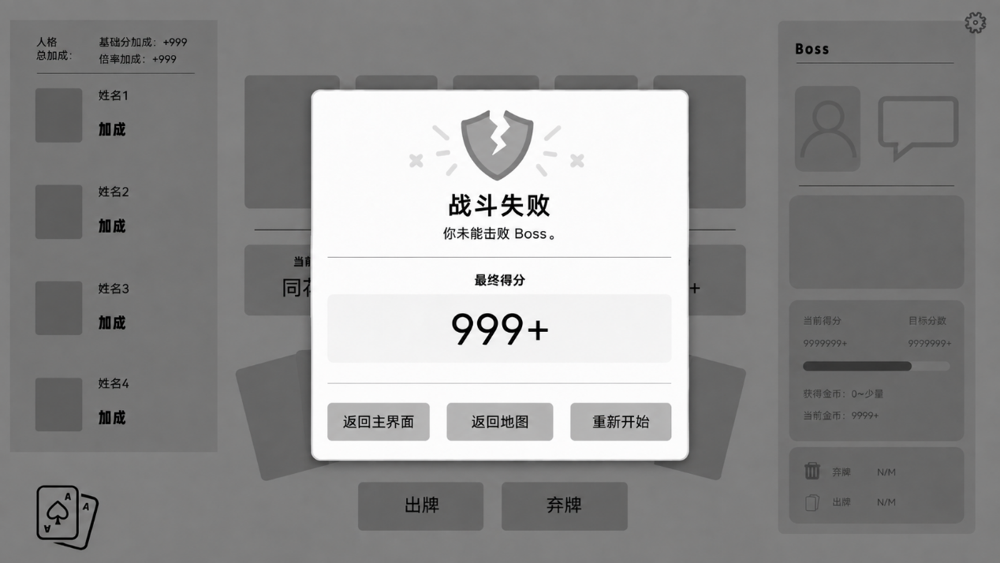 人格
总加成:
基础分加成: +999
倍率加成: +999
姓名1
加成
姓名2
加成
姓名3
加成
姓名4
加成
A
A
A
当前
同花
+
战斗失败
你未能击败 Boss。
最终得分
999+
返回主界面
返回地图
重新开始
出牌
弃牌
Boss
当前得分
目标分数
9999999+
9999999+
获得金币: 0~少量
当前金币: 9999+
弃牌
N/M
出牌
N/M